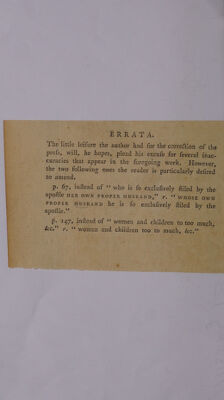 ERRATA.
The little leisure the author had for the correction of the
press, will, he hopes, plead his excuse for several inac-
curacies that appear in the foregoing work. However,
the two following ones the reader is particularly desired
to amend.
p. 67, instead of "who is so exclusively stiled by the
apostle HER OWN PROPER HUSBAND," r. "WHOSE OWN
PROPER HUSBAND he is so exclusively stiled by the
apostle."
p. 147, instead of "women and children to too much,
&c." r. "women and children too to much, &c."